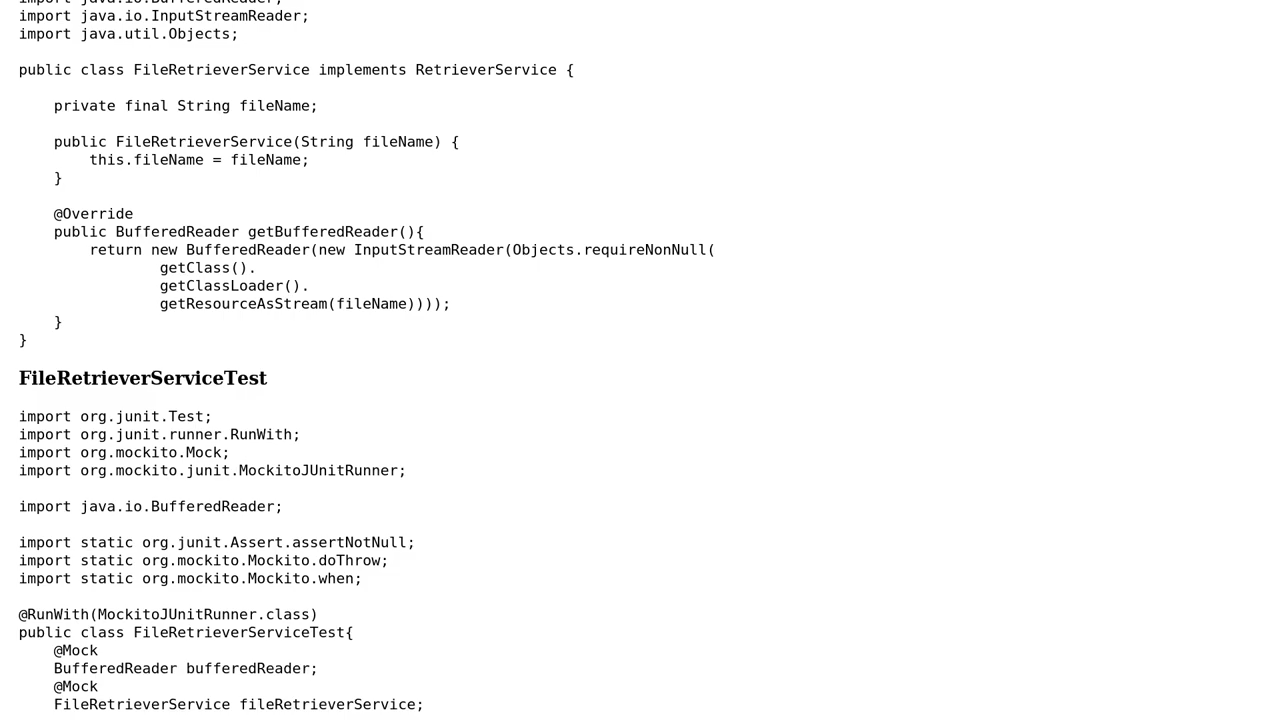 import java.io.BufferedReader;
import java.io.InputStreamReader;
import java.util.Objects;

public class FileRetrieverService implements RetrieverService {

    private final String fileName;

    public FileRetrieverService(String fileName) {
        this.fileName = fileName;
    }

    @Override
    public BufferedReader getBufferedReader(){
        return new BufferedReader(new InputStreamReader(Objects.requireNonNull(
                getClass().
                getClassLoader().
                getResourceAsStream(fileName))));
    }
}
FileRetrieverServiceTest
import org.junit.Test;
import org.junit.runner.RunWith;
import org.mockito.Mock;
import org.mockito.junit.MockitoJUnitRunner;

import java.io.BufferedReader;

import static org.junit.Assert.assertNotNull;
import static org.mockito.Mockito.doThrow;
import static org.mockito.Mockito.when;

@RunWith(MockitoJUnitRunner.class)
public class FileRetrieverServiceTest{
    @Mock
    BufferedReader bufferedReader;
    @Mock
    FileRetrieverService fileRetrieverService;